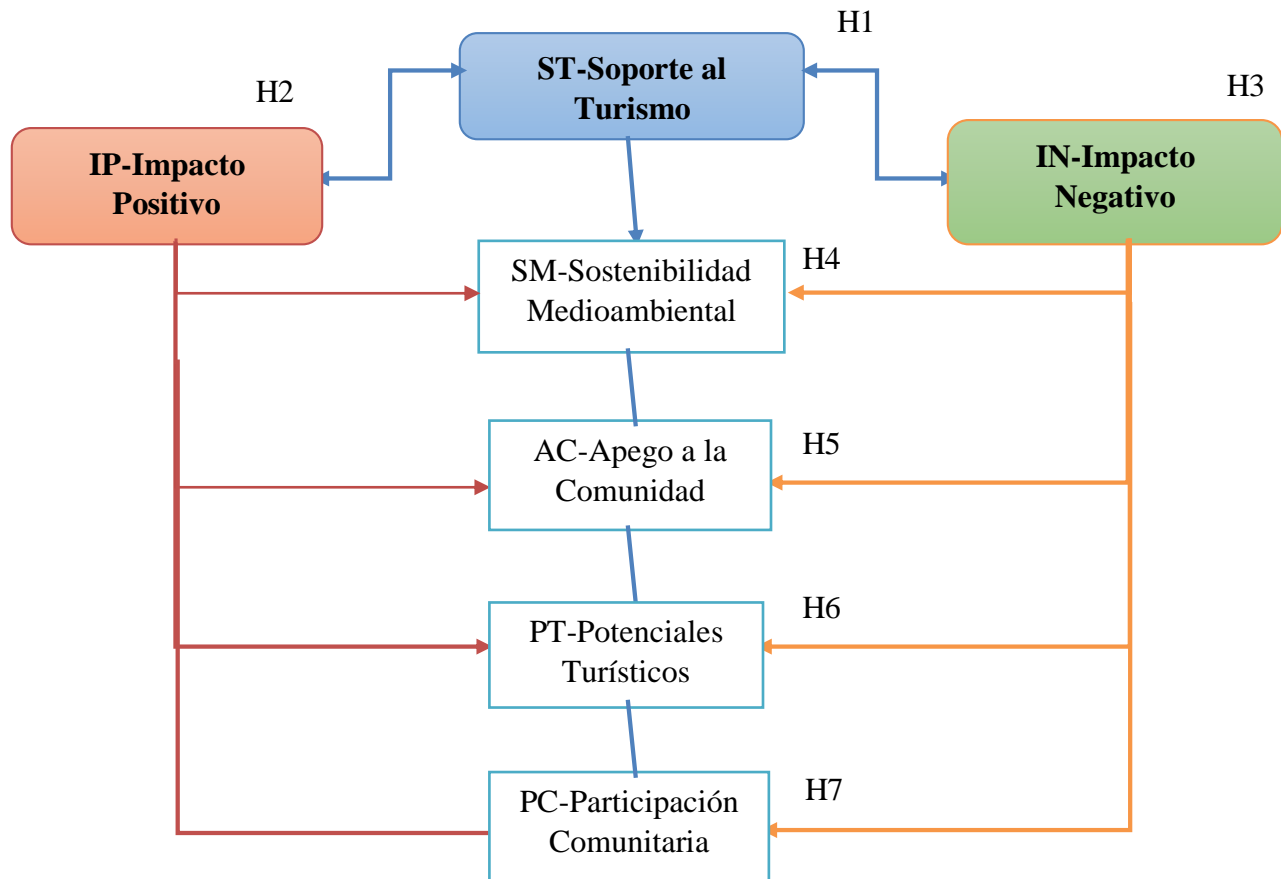 H1
ST-Soporte al
Turismo
H2
H3
IP-Impacto
Positivo
IN-Impacto
Negativo
SM-Sostenibilidad
Medioambiental
H4
AC-Apego a la
Comunidad
H5
PT-Potenciales
Turísticos
H6
PC-Participación
Comunitaria
H7